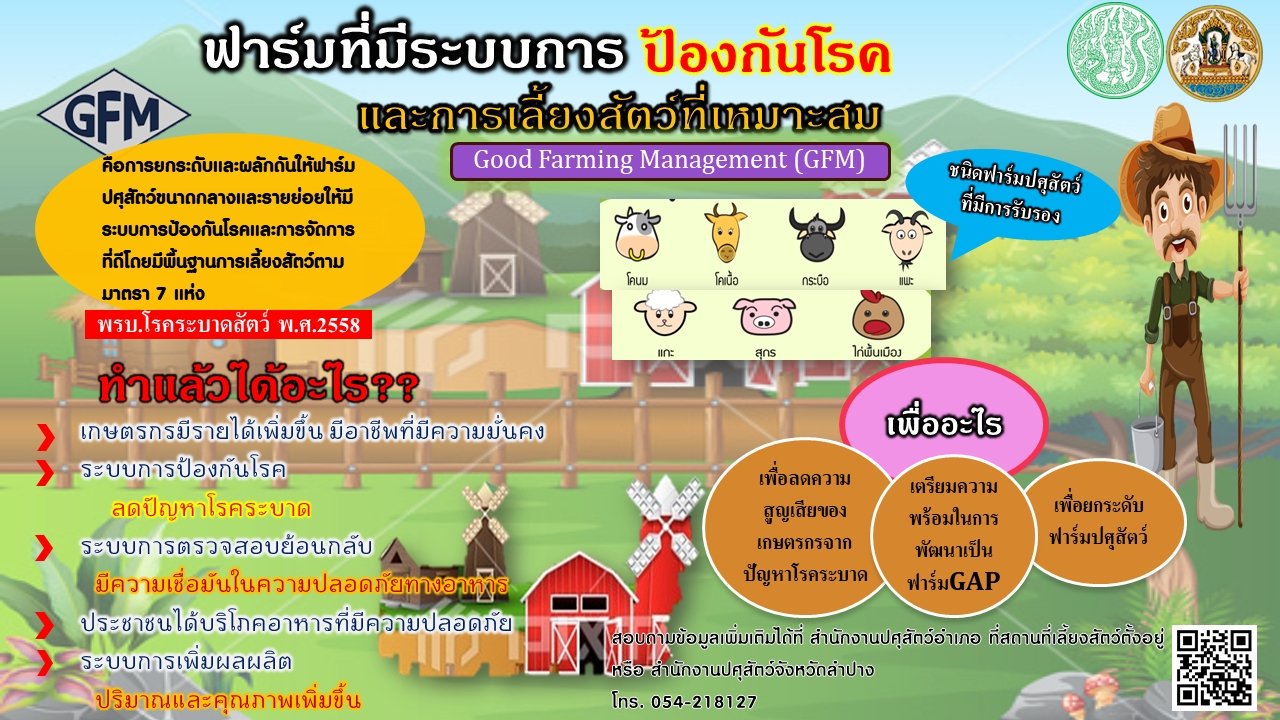 ฟาร์มที่มีระบบการ ป้องกันโรค
และการเลี้ยงสัตว์ที่เหมาะสม
Good Farming Management (GFM)
GFM
คือการยกระดับและผลักดันให้ฟาร์ม
ปศุสัตว์ขนาดกลางและรายย่อยให้มี
ระบบการป้องกันโรคและการจัดการ
ที่ดีโดยมีพื้นฐานการเลี้ยงสัตว์ตาม
มาตรา 7 แห่ง
พรบ.โรคระบาดสัตว์ พ.ศ.2558
ชนิดฟาร์มปศุสัตว์
ที่มีการรับรอง
โคนม โคเนื้อ กระบือ แพะ
แกะ สุกร ไก่พื้นเมือง
ทำแล้วได้อะไร??
เกษตรกรมีรายได้เพิ่มขึ้น มีอาชีพที่มีความมั่นคง
ระบบการป้องกันโรค
ลดปัญหาโรคระบาด
ระบบการตรวจสอบย้อนกลับ
มีความเชื่อมันในความปลอดภัยทางอาหาร
ประชาชนได้บริโภคอาหารที่มีความปลอดภัย
ระบบการเพิ่มผลผลิต
ปริมาณและคุณภาพเพิ่มขึ้น
เพื่ออะไร
เพื่อลดความ
สูญเสียของ
เกษตรกรจาก
ปัญหาโรคระบาด
เตรียมความ
พร้อมในการ
พัฒนาเป็น
ฟาร์มGAP
เพื่อยกระดับ
ฟาร์มปศุสัตว์
สอบถามข้อมูลเพิ่มเติมได้ที่ สำนักงานปศุสัตว์อำเภอ ที่สถานที่เลี้ยงสัตว์ตั้งอยู่
หรือ สำนักงานปศุสัตว์จังหวัดลำปาง
โทร. 054-218127